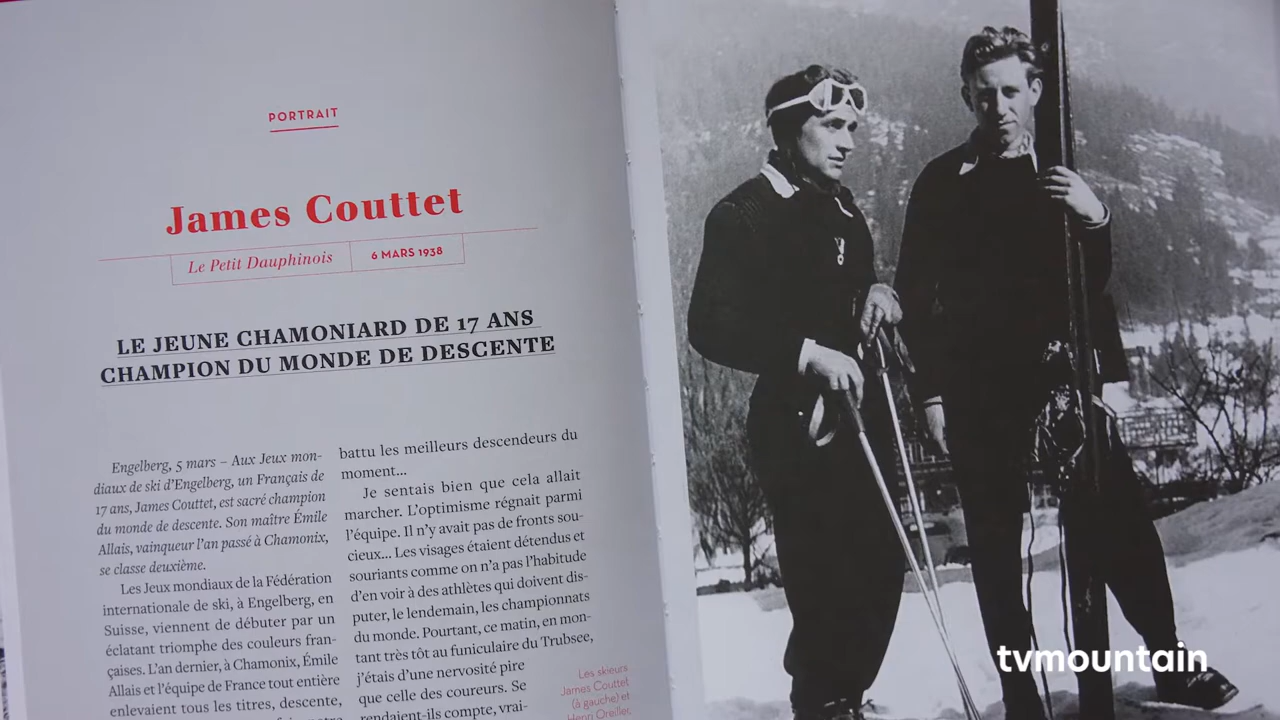 PORTRAIT
James Couttet
Le Petit Dauphinois
6 MARS 1938
LE JEUNE CHAMONIARD DE 17 ANS
CHAMPION DU MONDE DE DESCENTE
Engelberg, 5 mars – Aux Jeux mon-
diaux de ski d'Engelberg, un Français de
17 ans, James Couttet, est sacré champion
du monde de descente. Son maître Émile
Allais, vainqueur l'an passé à Chamonix,
se classe deuxième.
Les Jeux mondiaux de la Fédération
internationale de ski, à Engelberg, en
Suisse, viennent de débuter par un
éclatant triomphe des couleurs fran-
çaises. L'an dernier, à Chamonix, Émile
Allais et l'équipe de France tout entière
enlevaient tous les titres, descente,
battu les meilleurs descendeurs du
moment...
Je sentais bien que cela allait
marcher. L'optimisme régnait parmi
l'équipe. Il n'y avait pas de fronts sou-
cieux... Les visages étaient détendus et
souriants comme on n'a pas l'habitude
d'en voir à des athlètes qui doivent dis-
puter, le lendemain, les championnats
du monde. Pourtant, ce matin, en mon-
tant très tôt au funiculaire du Trubsee,
j'étais d'une nervosité pire
que celle des coureurs. Se
rendaient-ils compte, vrai-
Les skieurs
James Couttet
(à gauche) et
Henri Oreiller,
tvmountain